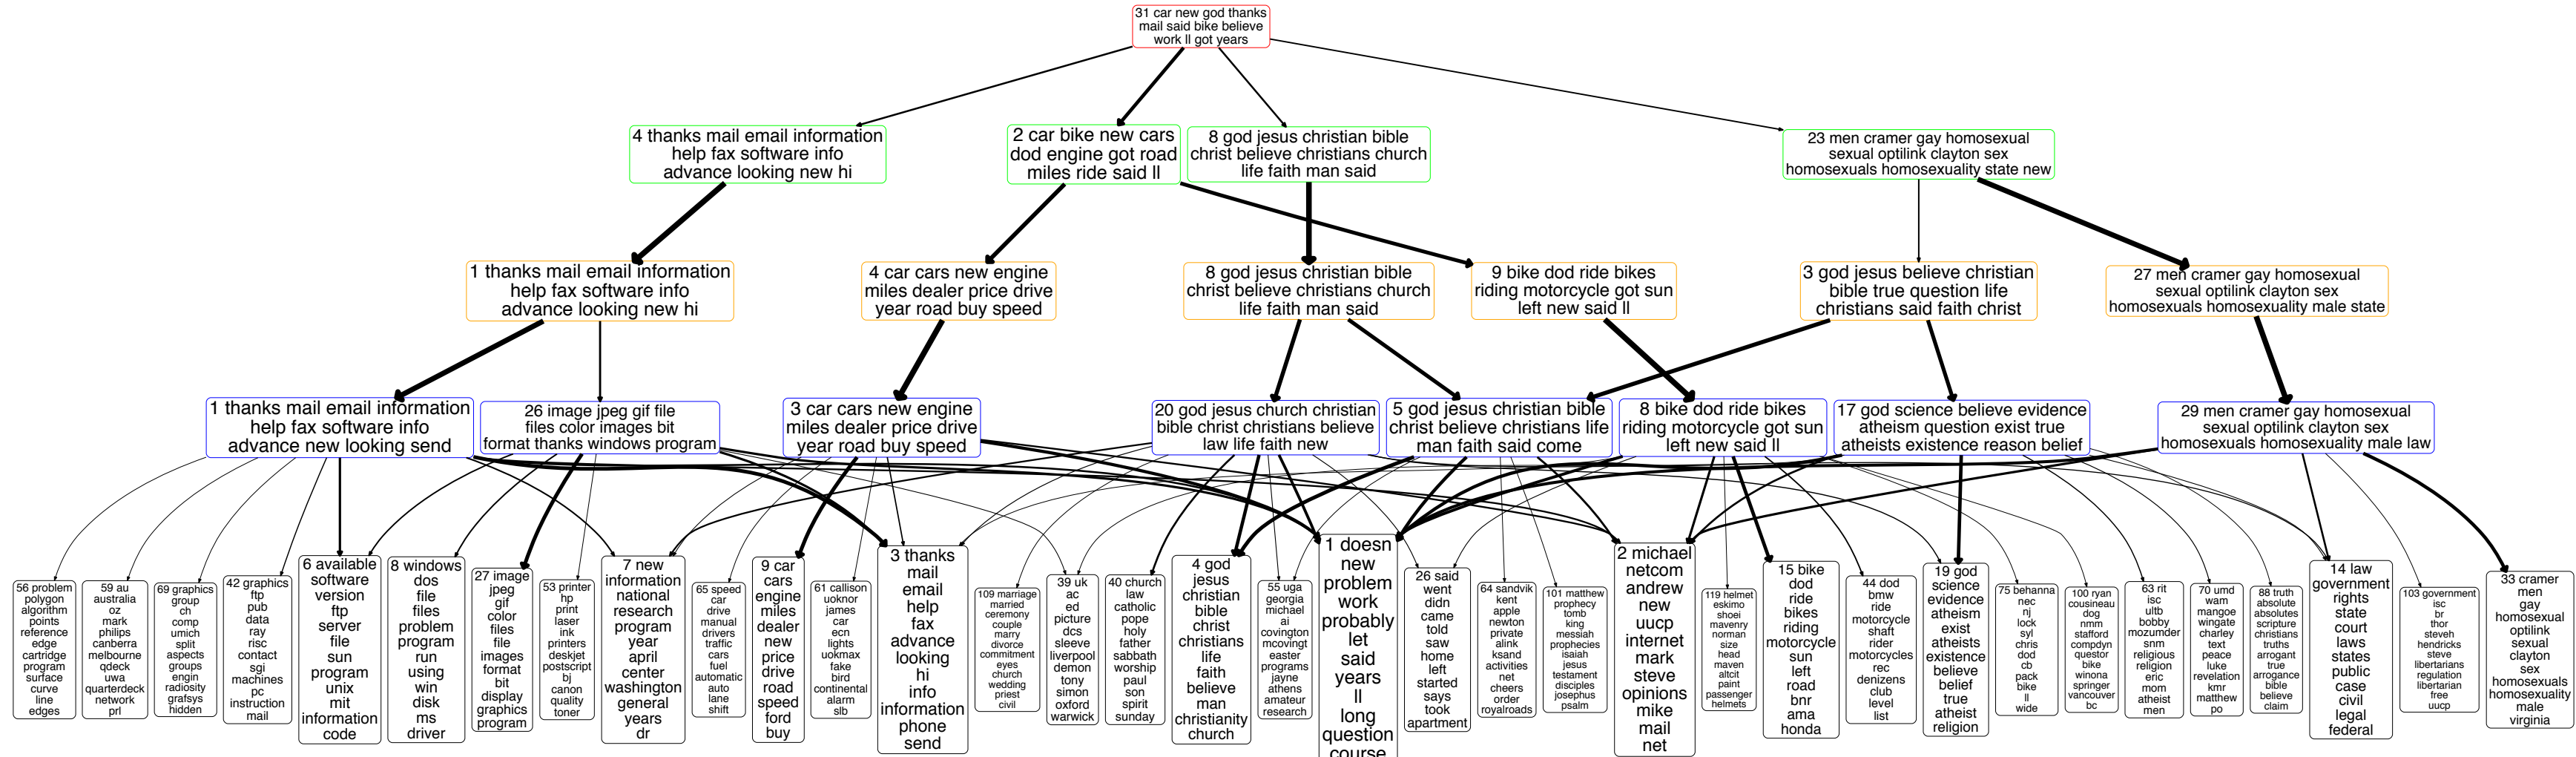 31 car new god thanks
mail said bike believe
work ll got years
4 thanks mail email information
help fax software info
advance looking new hi
2 car bike new cars
dod engine got road
miles ride said ll
8 god jesus christian bible
christ believe christians church
life faith man said
23 men cramer gay homosexual
sexual optilink clayton sex
homosexuals homosexuality state new
1 thanks mail email information
help fax software info
advance looking new hi
4 car cars new engine
miles dealer price drive
year road buy speed
8 god jesus christian bible
christ believe christians church
life faith man said
9 bike dod ride bikes
riding motorcycle got sun
left new said ll
3 god jesus believe christian
bible true question life
christians said faith christ
27 men cramer gay homosexual
sexual optilink clayton sex
homosexuals homosexuality male state
1 thanks mail email information
help fax software info
advance new looking send
26 image jpeg gif file
files color images bit
format thanks windows program
3 car cars new engine
miles dealer price drive
year road buy speed
20 god jesus church christian
bible christ christians believe
law life faith new
5 god jesus christian bible
christ believe christians life
man faith said come
8 bike dod ride bikes
riding motorcycle got sun
left new said ll
17 god science believe evidence
atheism question exist true
atheists existence reason belief
29 men cramer gay homosexual
sexual optilink clayton sex
homosexuals homosexuality male law
56 problem
polygon
algorithm
points
reference
edge
cartridge
program
surface
curve
line
edges
59 au
australia
oz
mark
philips
canberra
melbourne
qdeck
uwa
quarterdeck
network
prl
69 graphics
group
ch
comp
umich
split
aspects
groups
engin
radiosity
grafsys
hidden
42 graphics
ftp
pub
data
ray
risc
contact
sgi
machines
pc
instruction
mail
6 available
software
version
ftp
server
file
sun
program
unix
mit
information
code
8 windows
dos
file
files
problem
program
run
using
win
disk
ms
driver
27 image
jpeg
gif
color
files
file
images
format
bit
display
graphics
program
53 printer
hp
print
laser
ink
printers
deskjet
postscript
bj
canon
quality
toner
7 new
information
national
research
program
year
april
center
washington
general
years
dr
65 speed
car
drive
manual
drivers
traffic
cars
fuel
automatic
auto
lane
shift
9 car
cars
engine
miles
dealer
new
price
drive
road
speed
ford
buy
61 callison
uoknor
james
car
ecn
lights
uokmax
fake
bird
continental
alarm
slb
3 thanks
mail
email
help
fax
advance
looking
hi
info
information
phone
send
109 marriage
married
ceremony
couple
marry
divorce
commitment
eyes
church
wedding
priest
civil
39 uk
ac
ed
picture
dcs
sleeve
liverpool
demon
tony
simon
oxford
warwick
40 church
law
catholic
pope
holy
father
sabbath
worship
paul
son
spirit
sunday
4 god
jesus
christian
bible
christ
christians
life
faith
believe
man
christianity
church
55 uga
georgia
michael
ai
covington
mcovingt
easter
programs
jayne
athens
amateur
research
1 doesn
new
problem
work
probably
let
said
years
ll
long
question
course
26 said
went
didn
came
told
saw
home
left
started
says
took
apartment
64 sandvik
kent
apple
newton
private
alink
ksand
activities
net
cheers
order
royalroads
101 matthew
prophecy
tomb
king
messiah
prophecies
isaiah
jesus
testament
disciples
josephus
psalm
2 michael
netcom
andrew
new
uucp
internet
mark
steve
opinions
mike
mail
net
119 helmet
eskimo
shoei
mavenry
norman
size
head
maven
altcit
paint
passenger
helmets
15 bike
dod
ride
bikes
riding
motorcycle
sun
left
road
bnr
ama
honda
44 dod
bmw
ride
motorcycle
shaft
rider
motorcycles
rec
denizens
club
level
list
19 god
science
evidence
atheism
exist
atheists
existence
believe
belief
true
atheist
religion
75 behanna
nec
nj
lock
syl
chris
dod
cb
pack
bike
ll
wide
100 ryan
cousineau
dog
nmm
stafford
compdyn
questor
bike
winona
springer
vancouver
bc
63 rit
isc
ultb
bobby
mozumder
snm
religious
religion
eric
mom
atheist
men
70 umd
wam
mangoe
wingate
charley
text
peace
luke
revelation
kmr
matthew
po
88 truth
absolute
absolutes
scripture
christians
truths
arrogant
true
arrogance
bible
believe
claim
14 law
government
rights
state
court
laws
states
public
case
civil
legal
federal
103 government
isc
br
thor
steveh
hendricks
steve
libertarians
regulation
libertarian
free
uucp
33 cramer
men
gay
homosexual
optilink
sexual
clayton
sex
homosexuals
homosexuality
male
virginia